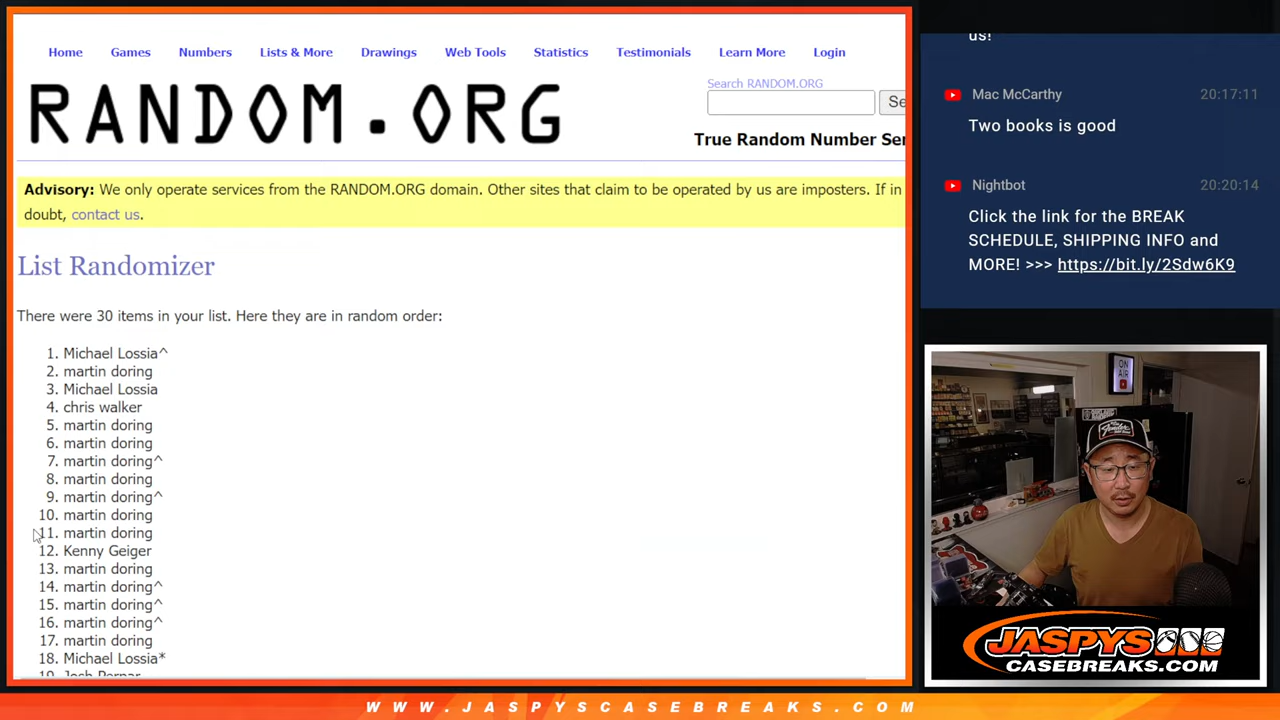 Home Games Numbers Lists & More Drawings Web Tools Statistics Testimonials Learn More Login
RANDOM.ORG
Search RANDOM.ORG
Se
True Random Number Ser
Advisory: We only operate services from the RANDOM.ORG domain. Other sites that claim to be operated by us are imposters. If in
doubt, contact us.
List Randomizer
There were 30 items in your list. Here they are in random order:
1. Michael Lossia^
2. martin doring
3. Michael Lossia
4. chris walker
5. martin doring
6. martin doring
7. martin doring^
8. martin doring
9. martin doring^
10. martin doring
11. martin doring
12. Kenny Geiger
13. martin doring
14. martin doring^
15. martin doring^
16. martin doring^
17. martin doring
18. Michael Lossia*
us!
Mac McCarthy 20:17:11
Two books is good
Nightbot 20:20:14
Click the link for the BREAK
SCHEDULE, SHIPPING INFO and
MORE! >>> https://bit.ly/2Sdw6K9
ON
AIR
Fender
JASPYS
CASEBREAKS.COM
WWW.JASPYSCASEBREAKS.COM